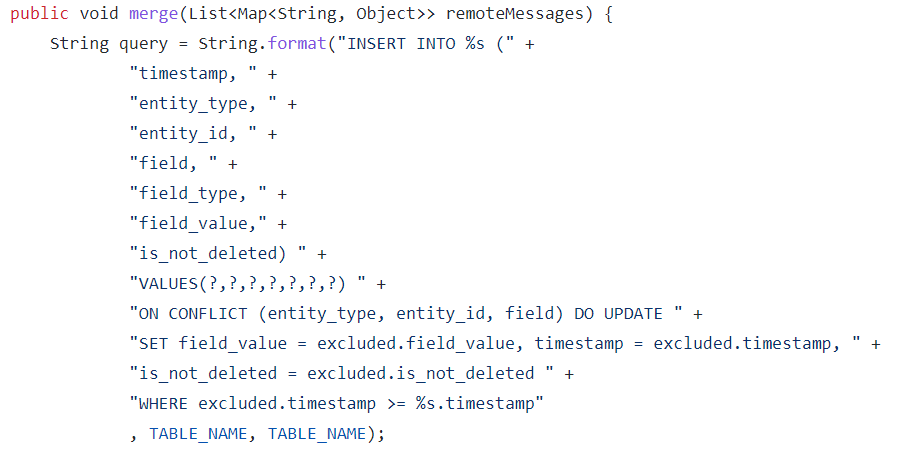 public void merge(List<Map<String, Object>> remoteMessages) {
String query = String.format("INSERT INTO %s (" +
"timestamp, " +
"entity_type, " +
"entity_id, " +
"field, " +
"field_type, " +
"field_value," +
"is_not_deleted) " +
"VALUES(?,?,?,?,?,?,?) " +
"ON CONFLICT (entity_type, entity_id, field) DO UPDATE " +
"SET field_value = excluded.field_value, timestamp = excluded.timestamp, " +
"is_not_deleted = excluded.is_not_deleted " +
"WHERE excluded.timestamp >= %s.timestamp"
, TABLE_NAME, TABLE_NAME);